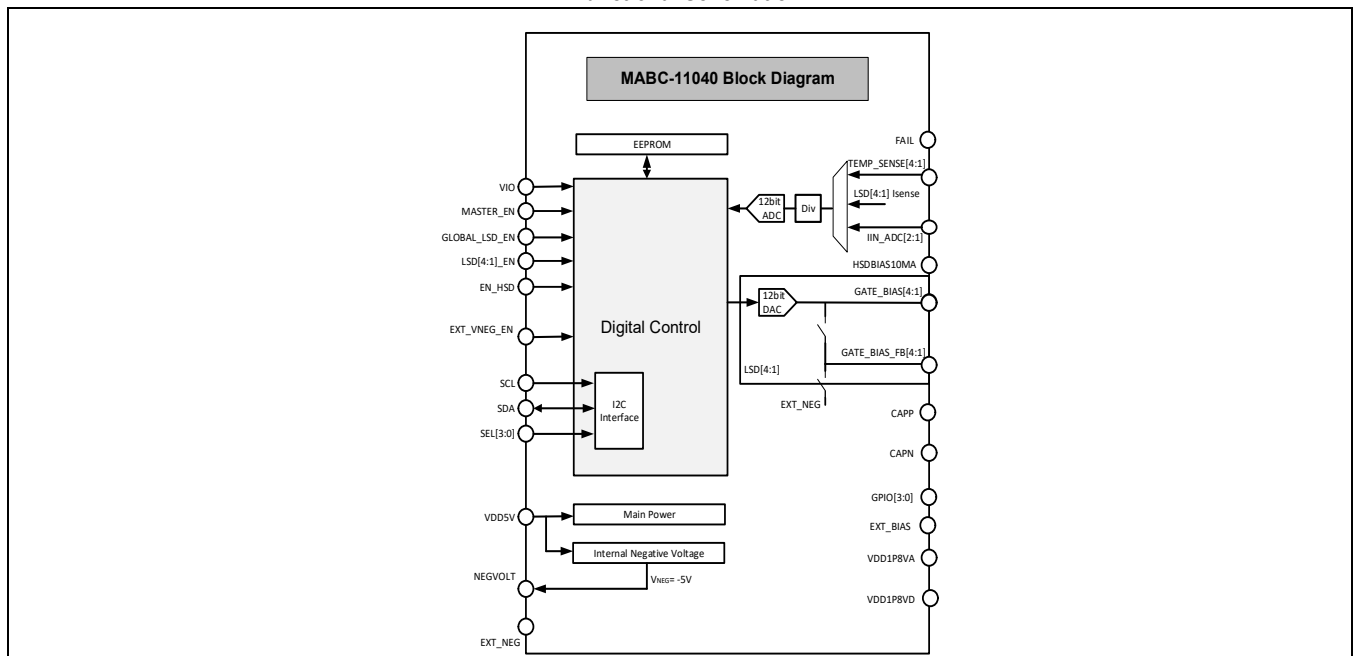 MABC-11040 Block Diagram
EEPROM
FAIL
TEMP_SENSE[4:1]
VIO
12bit
ADC
Div
LSD[4:1] Isense
MASTER_EN
IIN_ADC[2:1]
GLOBAL_LSD_EN
LSD[4:1]_EN
HSDBIAS10MA
EN_HSD
12bit
DAC
GATE_BIAS[4:1]
EXT_VNEG_EN
Digital Control
GATE_BIAS_FB[4:1]
LSD[4:1]
EXT_NEG
SCL
SDA
SEL[3:0]
I2C
Interface
CAPP
CAPN
GPIO[3:0]
VDD5V
Main Power
EXT_BIAS
Internal Negative Voltage
VDD1P8VA
NEGVOLT
VNEG= -5V
VDD1P8VD
EXT_NEG